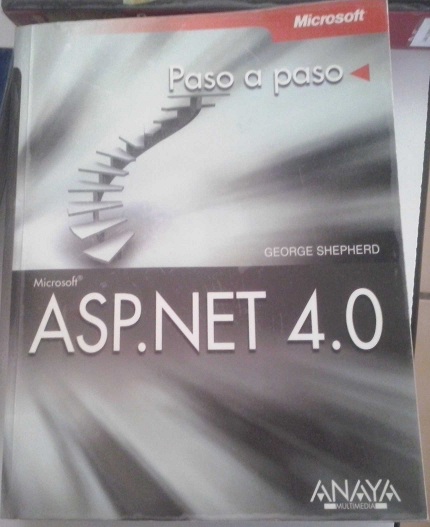 Microsoft
Paso a paso
GEORGE SHEPHERD
Microsoft®
ASP.NET 4.0
ANAYA
MULTIMEDIA